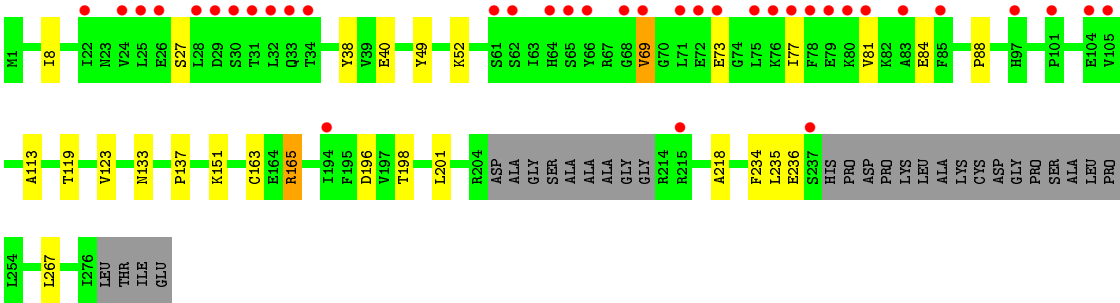 M1 I8 I22 N23 V24 L25 E26 S27 L28 D29 S30 T31 L32 Q33 T34 Y38 V39 E40 Y49 K52 S61 S62 I63 H64 S65 Y66 R67 G68 V69 G70 L71 E72 E73 G74 L75 K76 I77 F78 E79 K80 V81 K82 A83 E84 F85 P88 H97 P101 E104 V105
A113 T119 V123 N133 P137 K151 C163 E164 R165 I194 F195 D196 V197 T198 L201 R204 ASP ALA GLY SER ALA ALA ALA GLY GLY R214 R215 A218 F234 L235 E236 S237 HIS PRO ASP PRO LYS LEU ALA LYS CYS ASP GLY PRO SER ALA LEU PRO
L254 L267 I276 LEU THR ILE GLU